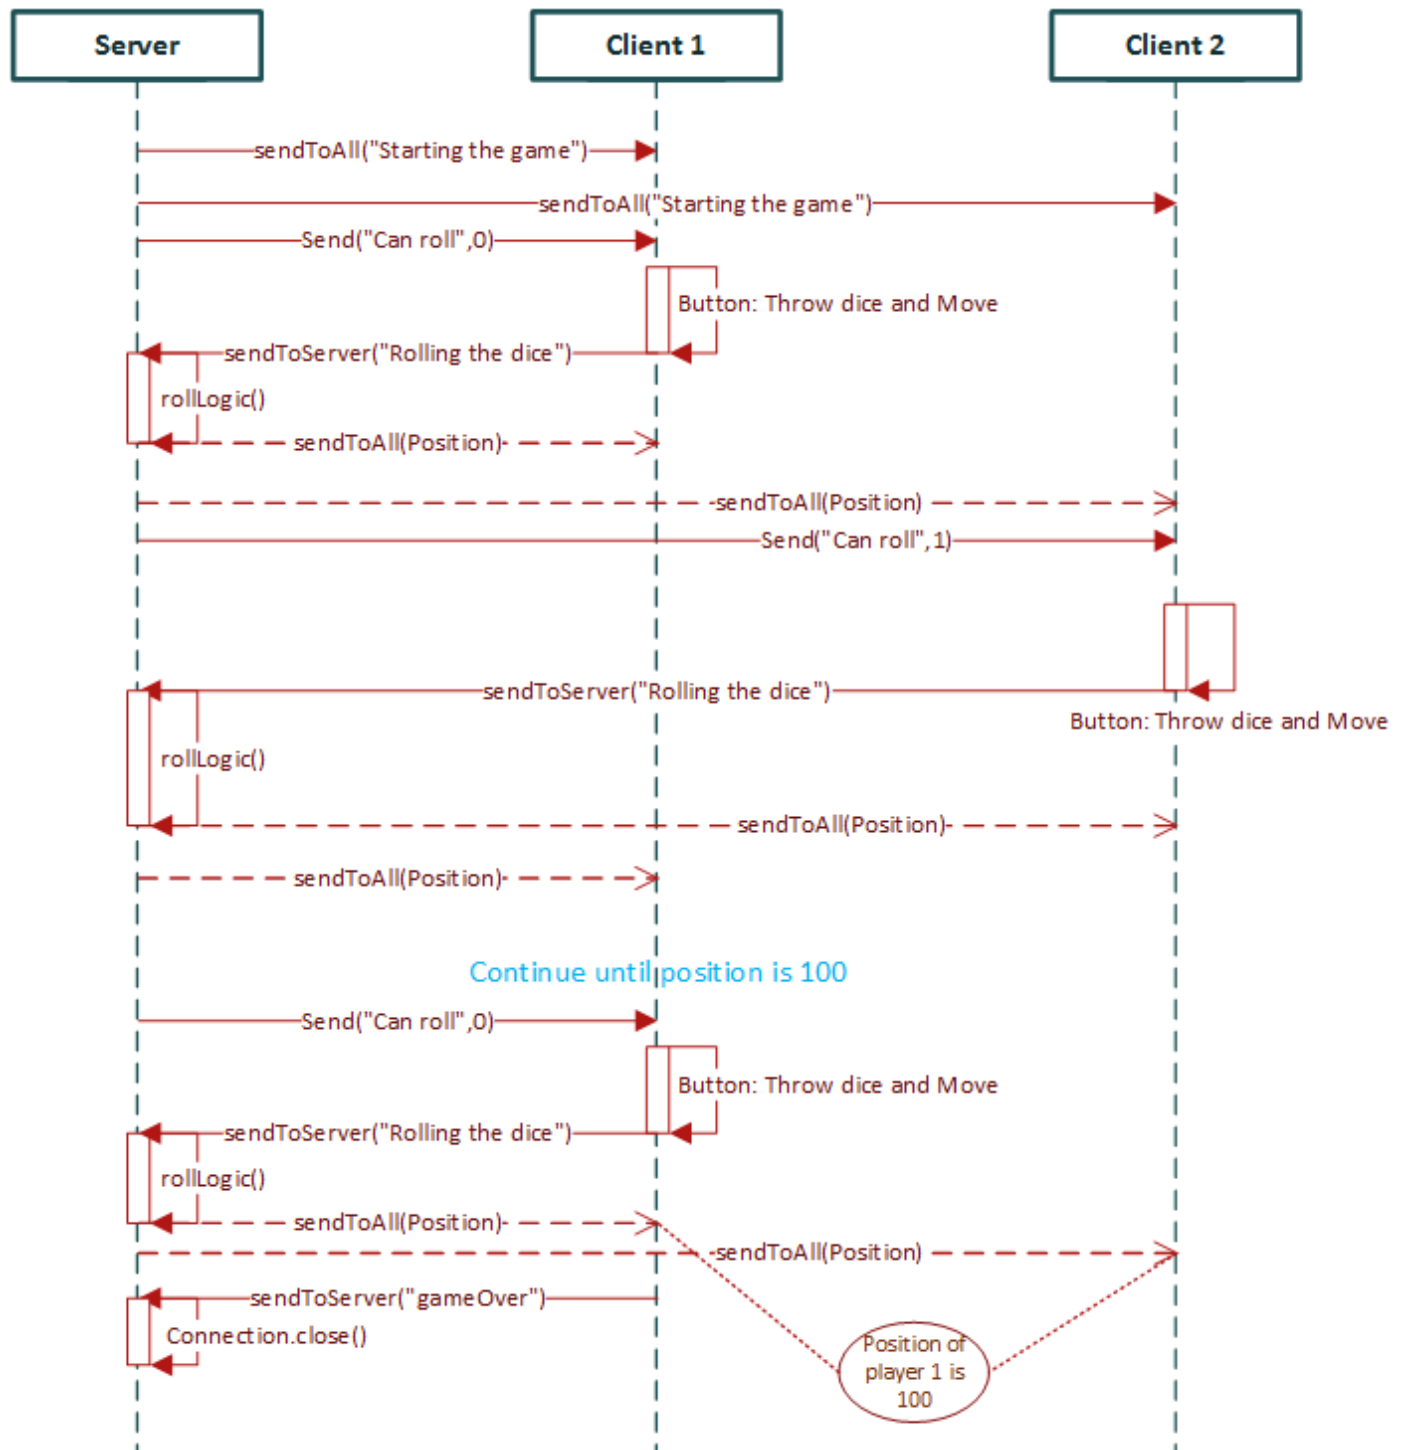 Server
Client 1
Client 2
sendToAll("Starting the game")
sendToAll("Starting the game")
Send("Can roll",0)
Button: Throw dice and Move
sendToServer("Rolling the dice")
rollLogic()
sendToAll(Position)
sendToAll(Position)
Send("Can roll",1)
sendToServer("Rolling the dice")
Button: Throw dice and Move
rollLogic()
sendToAll(Position)
sendToAll(Position)
Continue until position is 100
Send("Can roll",0)
Button: Throw dice and Move
sendToServer("Rolling the dice")
rollLogic()
sendToAll(Position)
sendToAll(Position)
sendToServer("gameOver")
Connection.close()
Position of
player 1 is
100